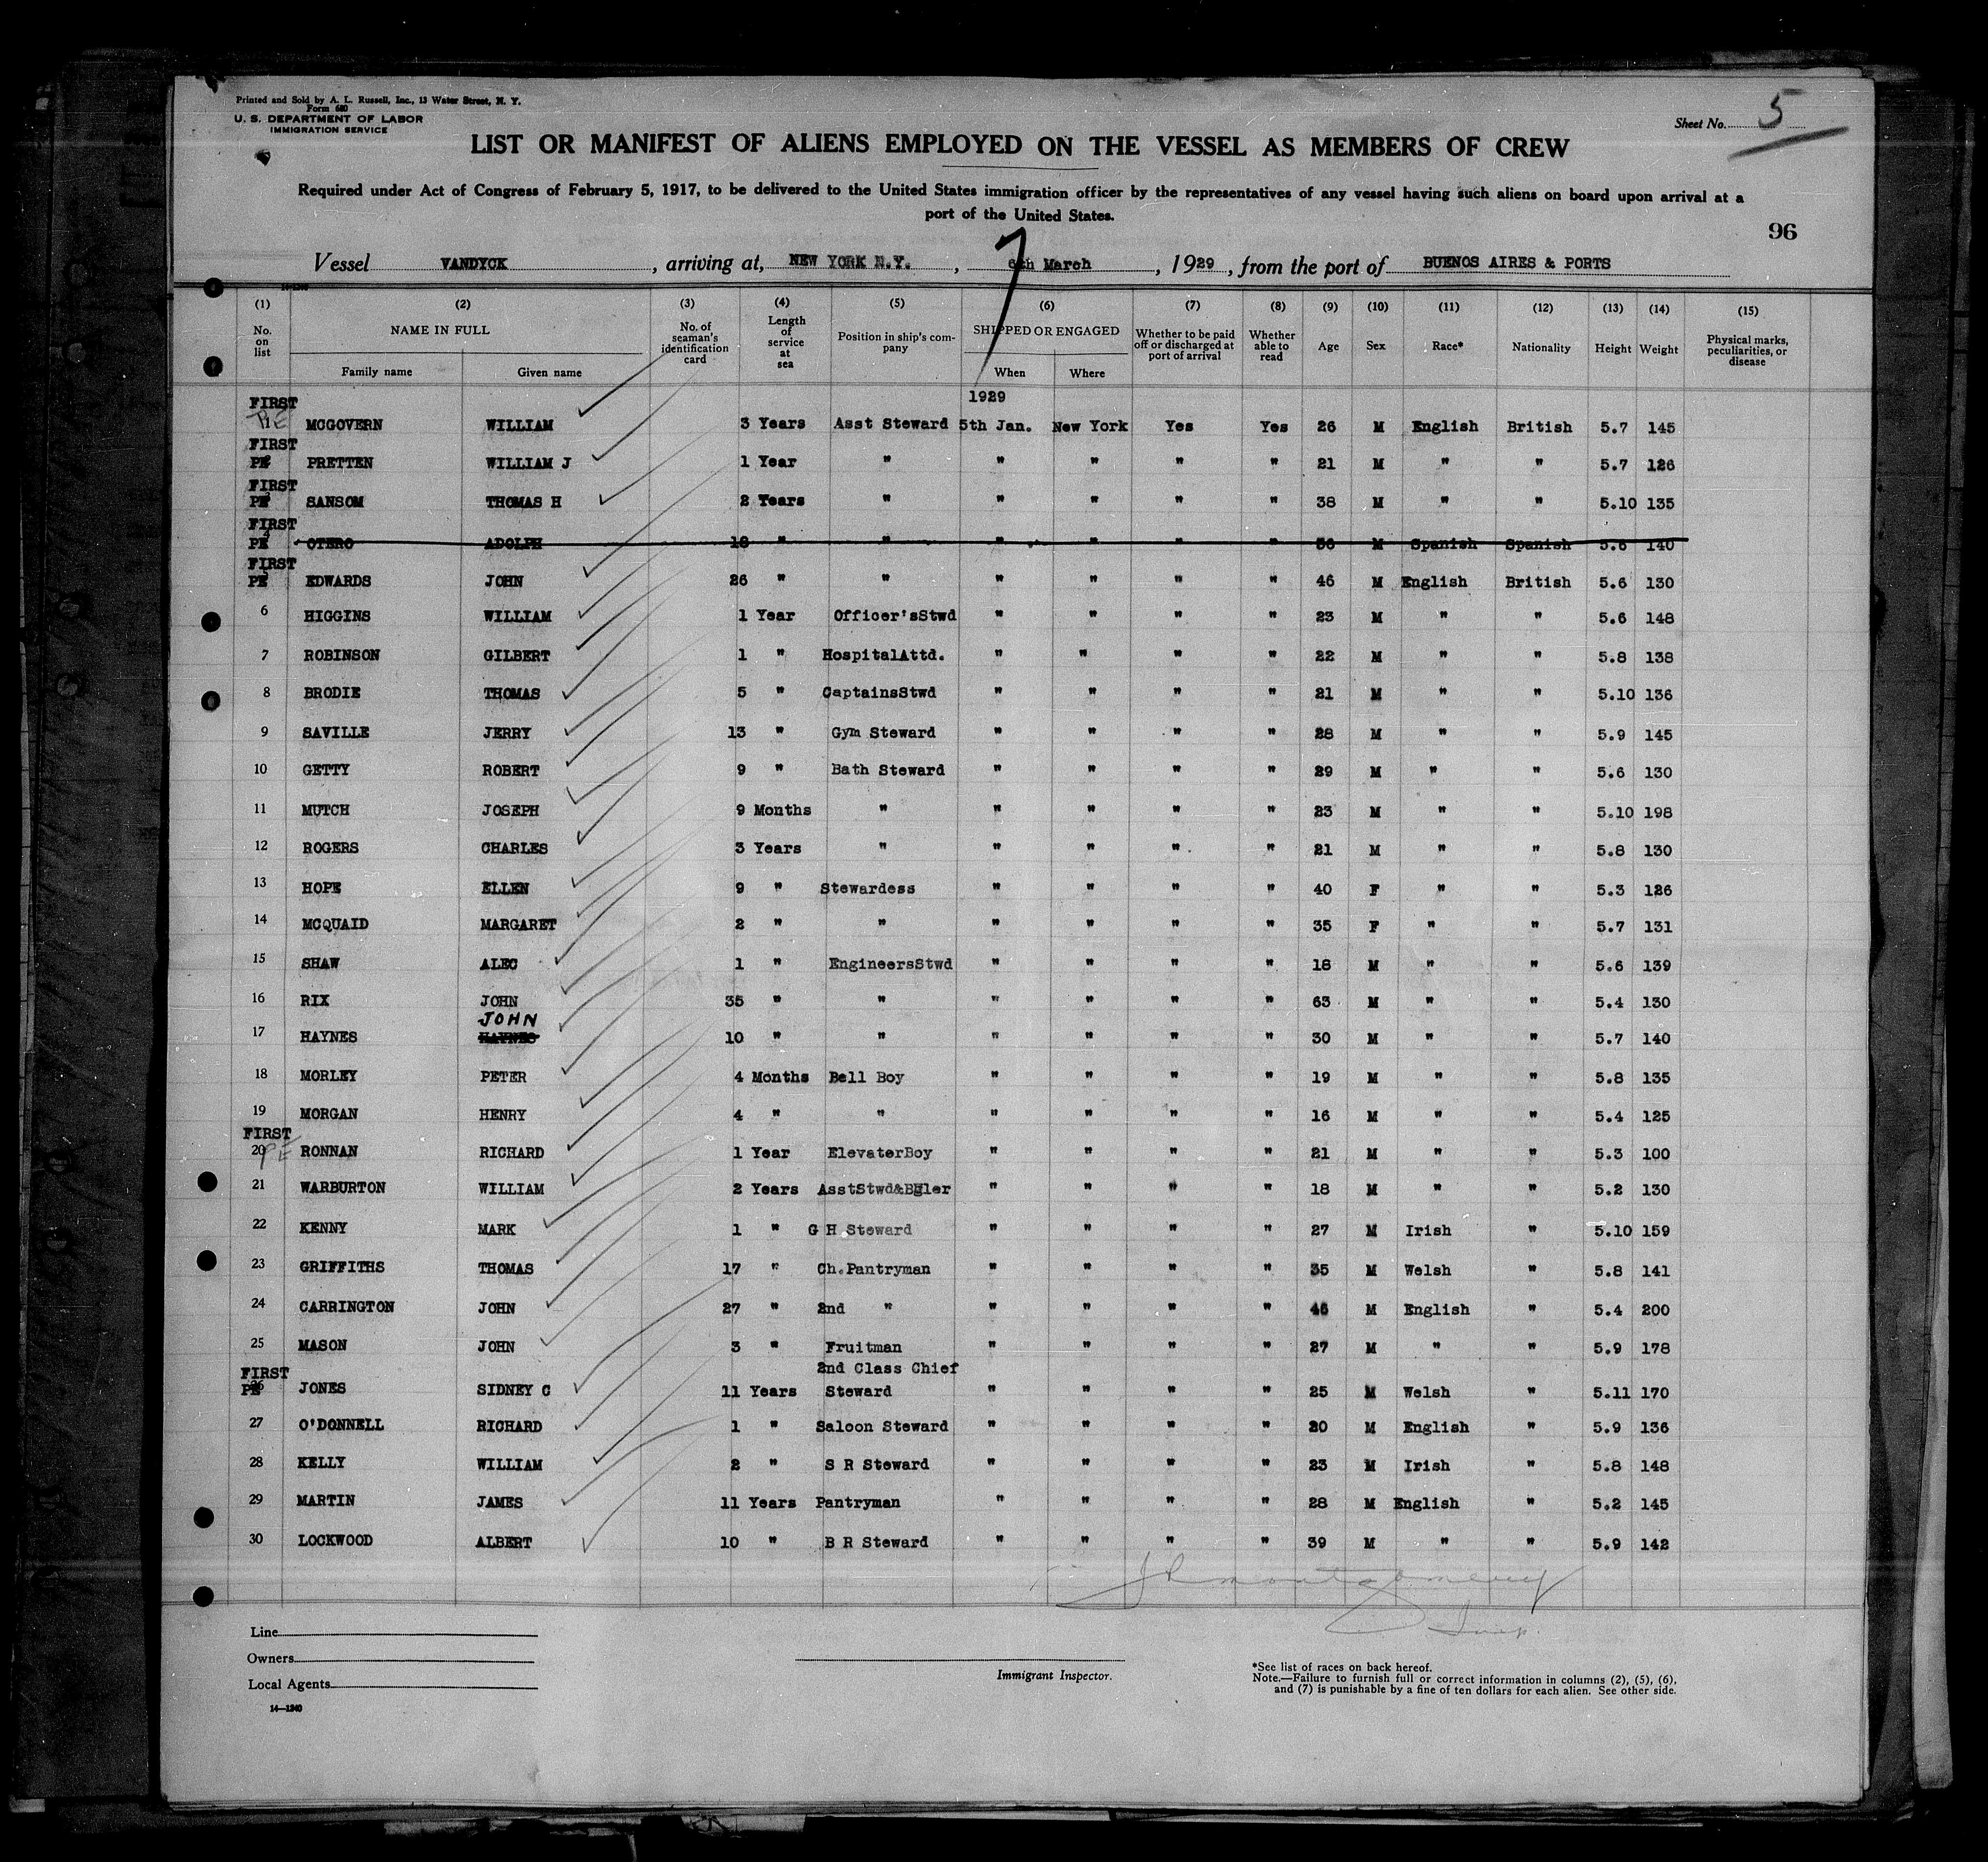 Printed and Sold by A. L. Russell, Inc., 13 Water Street, N. Y.
Form 680
U. S. DEPARTMENT OF LABOR
IMMIGRATION SERVICE
Sheet No. 5
LIST OR MANIFEST OF ALIENS EMPLOYED ON THE VESSEL AS MEMBERS OF CREW
Required under Act of Congress of February 5, 1917, to be delivered to the United States immigration officer by the representatives of any vessel having such aliens on board upon arrival at a
port of the United States.
96
Vessel VANDYCK, arriving at, NEW YORK N.Y., 6th March 7, 1929, from the port of BUENOS AIRES & PORTS
(1) (2) (3) (4) (5) (6) (7) (8) (9) (10) (11) (12) (13) (14) (15)
No. on list NAME IN FULL Family name Given name No. of seaman's identification card Length of service at sea Position in ship's company SHIPPED OR ENGAGED When Where Whether to be paid off or discharged at port of arrival Whether able to read Age Sex Race* Nationality Height Weight Physical marks, peculiarities, or disease
1929
FIRST
PE 1 MCGOVERN WILLIAM 3 Years Asst Steward 5th Jan. New York Yes Yes 26 M English British 5.7 145
FIRST
PE 2 PRETTEN WILLIAM J 1 Year " " " " " 21 M " " 5.7 126
FIRST
PE 3 SANSOM THOMAS H 2 Years " " " " " 38 M " " 5.10 135
FIRST
PE 4 OTERO ADOLPH 18 " " " " " " 56 M Spanish Spanish 5.6 140
FIRST
PE 5 EDWARDS JOHN 26 " " " " " " 46 M English British 5.6 130
6 HIGGINS WILLIAM 1 Year Officer'sStwd " " " " 23 M " " 5.6 148
7 ROBINSON GILBERT 1 " HospitalAttd. " " " " 22 M " " 5.8 138
8 BRODIE THOMAS 5 " CaptainsStwd " " " " 21 M " " 5.10 136
9 SAVILLE JERRY 13 " Gym Steward " " " " 28 M " " 5.9 145
10 GETTY ROBERT 9 " Bath Steward " " " " 29 M " " 5.6 130
11 MUTCH JOSEPH 9 Months " " " " " 23 M " " 5.10 198
12 ROGERS CHARLES 3 Years " " " " " 21 M " " 5.8 130
13 HOPE ELLEN 9 " Stewardess " " " " 40 F " " 5.3 126
14 MCQUAID MARGARET 2 " " " " " " 35 F " " 5.7 131
15 SHAW ALEC 1 " EngineersStwd " " " " 18 M " " 5.6 139
16 RIX JOHN 35 " " " " " " 63 M " " 5.4 130
JOHN
17 HAYNES HAYNES 10 " " " " " " 30 M " " 5.7 140
18 MORLEY PETER 4 Months Bell Boy " " " " 19 M " " 5.8 135
19 MORGAN HENRY 4 " " " " " " 16 M " " 5.4 125
FIRST
PE 20 RONNAN RICHARD 1 Year ElevaterBoy " " " " 21 M " " 5.3 100
21 WARBURTON WILLIAM 2 Years AsstStwd&Bgler " " " " 18 M " " 5.2 130
22 KENNY MARK 1 " G H Steward " " " " 27 M Irish " 5.10 159
23 GRIFFITHS THOMAS 17 " Ch.Pantryman " " " " 35 M Welsh " 5.8 141
24 CARRINGTON JOHN 27 " 2nd " " " " " 46 M English " 5.4 200
25 MASON JOHN 3 " Fruitman " " " " 27 M " " 5.9 178
FIRST 2nd Class Chief
PE 26 JONES SIDNEY C 11 Years Steward " " " " 25 M Welsh " 5.11 170
27 O'DONNELL RICHARD 1 " Saloon Steward " " " " 20 M English " 5.9 136
28 KELLY WILLIAM 2 " S R Steward " " " " 23 M Irish " 5.8 148
29 MARTIN JAMES 11 Years Pantryman " " " " 28 M English " 5.2 145
30 LOCKWOOD ALBERT 10 " B R Steward " " " " 39 M " " 5.9 142
Montgomery
Insp.
Line
Owners
Local Agents
Immigrant Inspector.
*See list of races on back hereof.
Note.—Failure to furnish full or correct information in columns (2), (5), (6),
and (7) is punishable by a fine of ten dollars for each alien. See other side.
14—1240